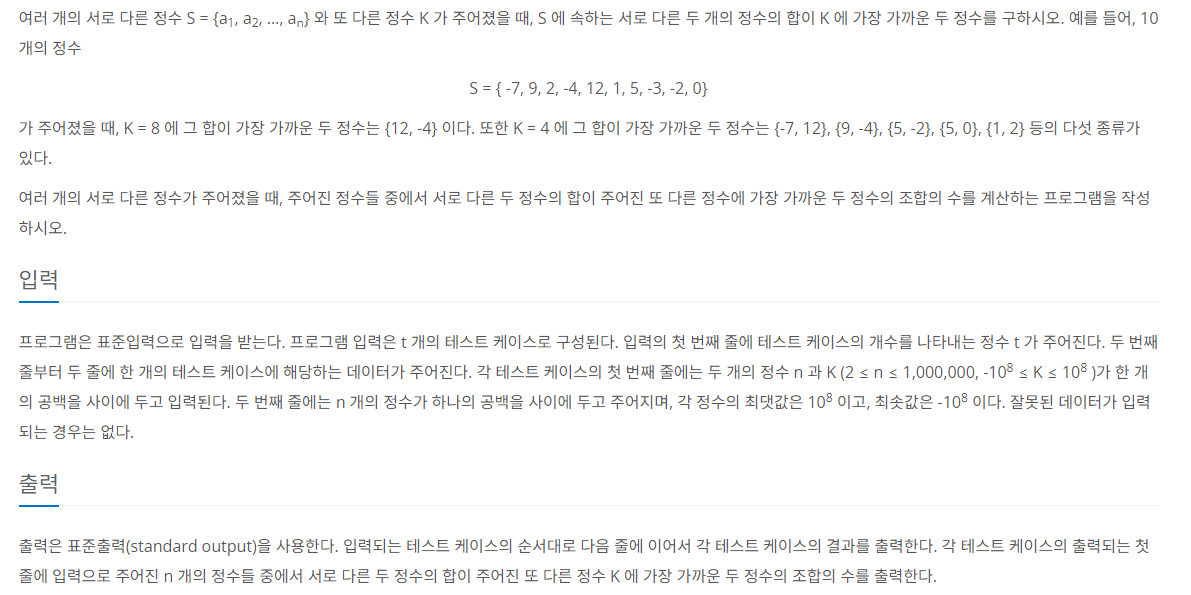 여러 개의 서로 다른 정수 S = {a1, a2, ..., an} 와 또 다른 정수 K 가 주어졌을 때, S 에 속하는 서로 다른 두 개의 정수의 합이 K 에 가장 가까운 두 정수를 구하시오. 예를 들어, 10
개의 정수
S = { -7, 9, 2, -4, 12, 1, 5, -3, -2, 0}
가 주어졌을 때, K = 8 에 그 합이 가장 가까운 두 정수는 {12, -4} 이다. 또한 K = 4 에 그 합이 가장 가까운 두 정수는 {-7, 12}, {9, -4}, {5, -2}, {5, 0}, {1, 2} 등의 다섯 종류가
있다.
여러 개의 서로 다른 정수가 주어졌을 때, 주어진 정수들 중에서 서로 다른 두 정수의 합이 주어진 또 다른 정수에 가장 가까운 두 정수의 조합의 수를 계산하는 프로그램을 작성
하시오.
입력
프로그램은 표준입력으로 입력을 받는다. 프로그램 입력은 t 개의 테스트 케이스로 구성된다. 입력의 첫 번째 줄에 테스트 케이스의 개수를 나타내는 정수 t 가 주어진다. 두 번째
줄부터 두 줄에 한 개의 테스트 케이스에 해당하는 데이터가 주어진다. 각 테스트 케이스의 첫 번째 줄에는 두 개의 정수 n 과 K (2 ≤ n ≤ 1,000,000, -10⁸ ≤ K ≤ 10⁸ )가 한 개
의 공백을 사이에 두고 입력된다. 두 번째 줄에는 n 개의 정수가 하나의 공백을 사이에 두고 주어지며, 각 정수의 최댓값은 10⁸ 이고, 최솟값은 -10⁸ 이다. 잘못된 데이터가 입력
되는 경우는 없다.
출력
출력은 표준출력(standard output)을 사용한다. 입력되는 테스트 케이스의 순서대로 다음 줄에 이어서 각 테스트 케이스의 결과를 출력한다. 각 테스트 케이스의 출력되는 첫
줄에 입력으로 주어진 n 개의 정수들 중에서 서로 다른 두 정수의 합이 주어진 또 다른 정수 K 에 가장 가까운 두 정수의 조합의 수를 출력한다.